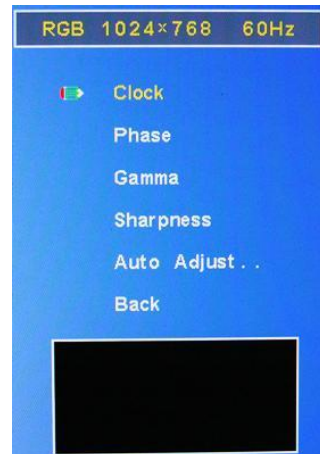 RGB 1024×768 60Hz
Clock
Phase
Gamma
Sharpness
Auto Adjust..
Back